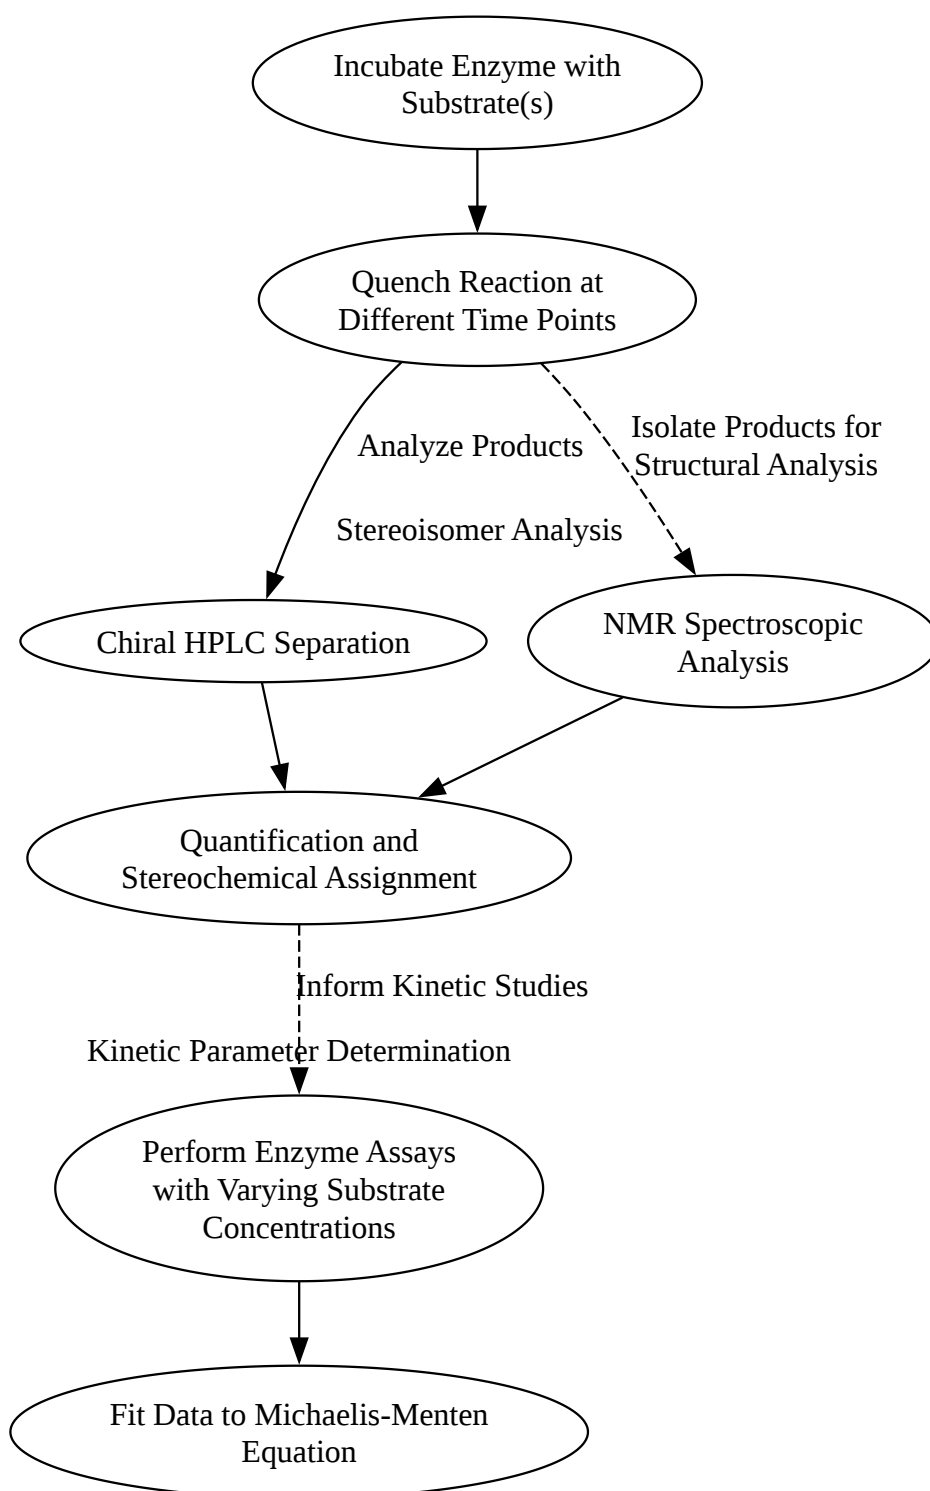 Incubate Enzyme with
Substrate(s)
Quench Reaction at
Different Time Points
Analyze Products
Isolate Products for
Structural Analysis
Stereoisomer Analysis
Chiral HPLC Separation
NMR Spectroscopic
Analysis
Quantification and
Stereochemical Assignment
Inform Kinetic Studies
Kinetic Parameter Determination
Perform Enzyme Assays
with Varying Substrate
Concentrations
Fit Data to Michaelis-Menten
Equation